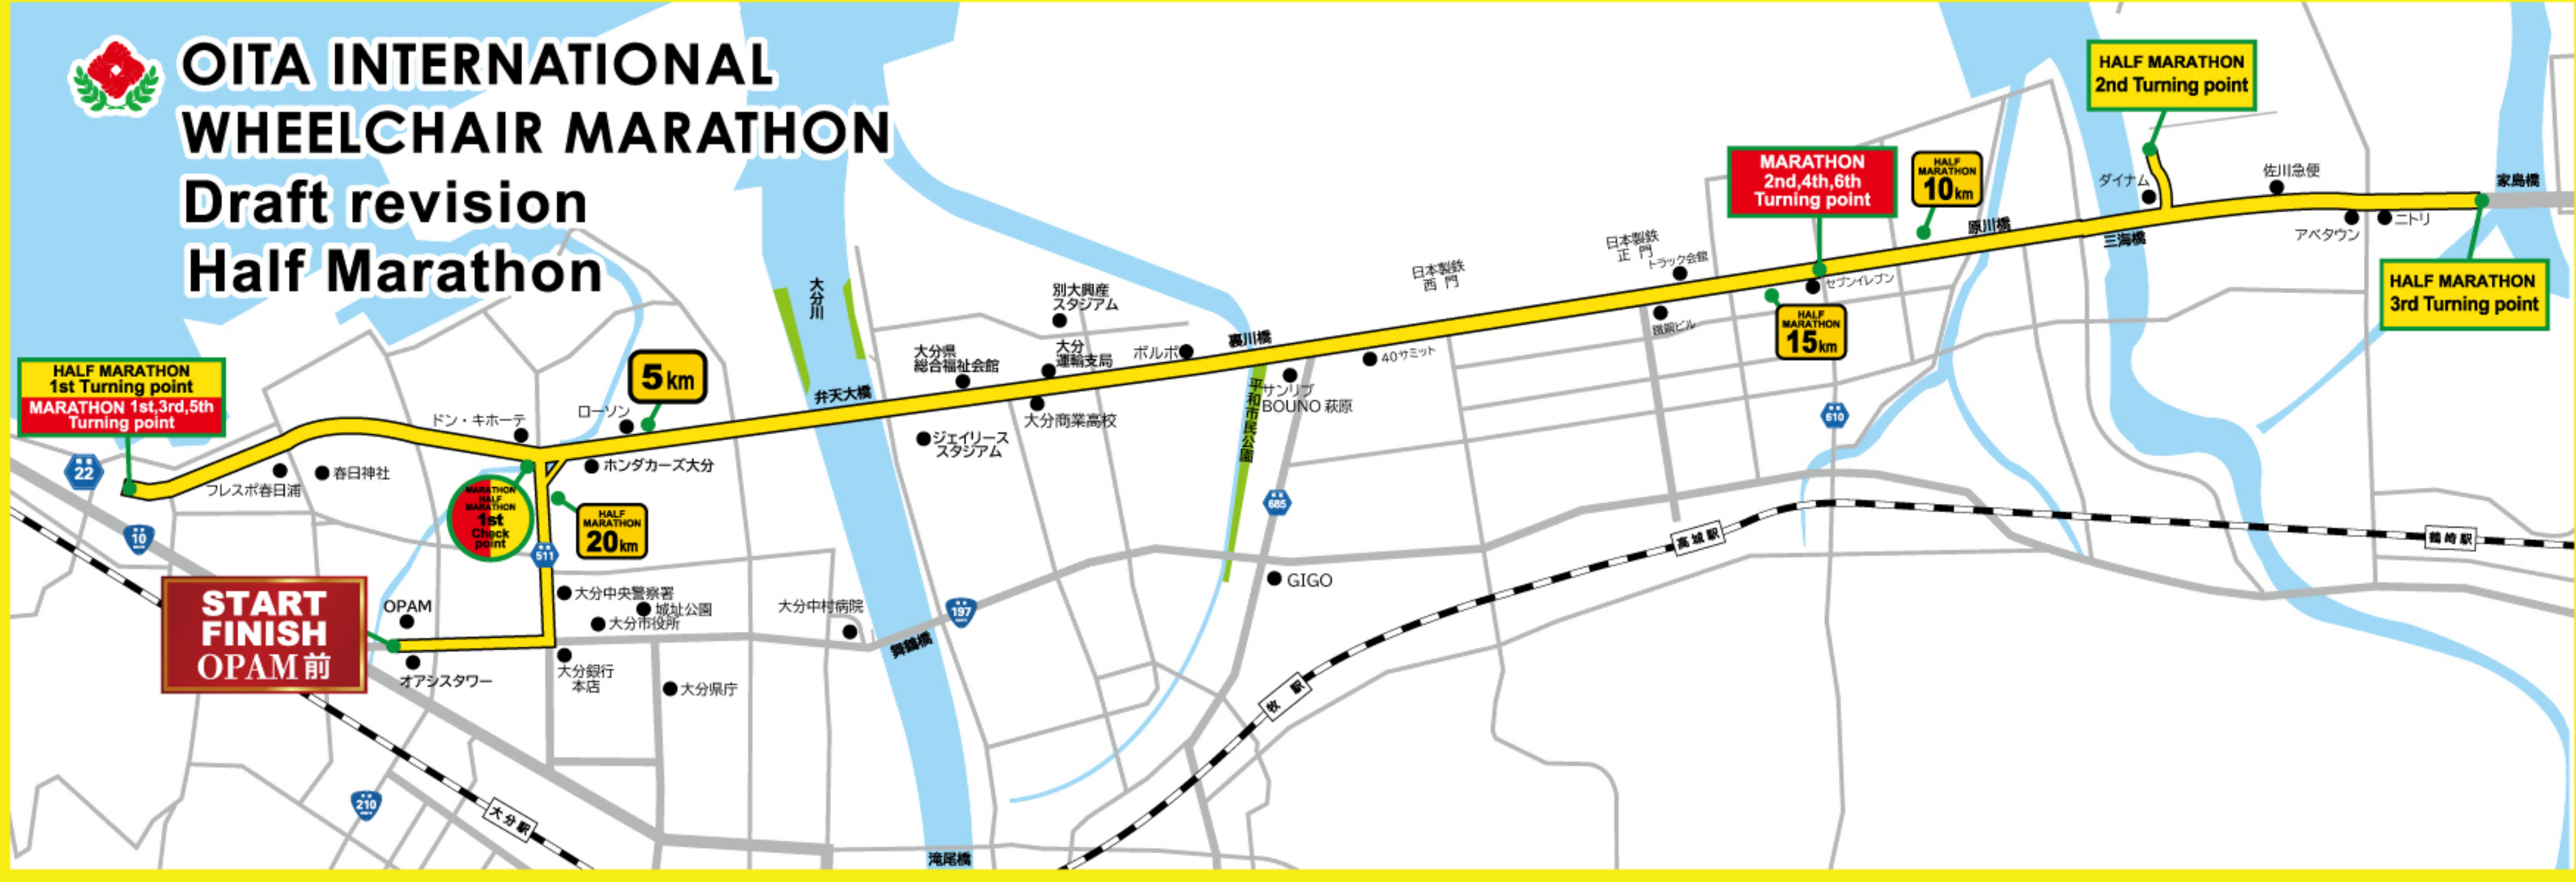 OITA INTERNATIONAL
WHEELCHAIR MARATHON
Draft revision
Half Marathon
HALF MARATHON
1st Turning point
MARATHON 1st,3rd,5th
Turning point
22
10
フレスポ春日浦
春日神社
ドン・キホーテ
ローソン
5km
ホンダカーズ大分
MARATHON
HALF
MARATHON
1st
Check
point
HALF
MARATHON
20km
511
START
FINISH
OPAM前
OPAM
オアシスタワー
大分中央警察署
城址公園
大分市役所
大分銀行
本店
大分県庁
大分中村病院
210
大分駅
大分川
弁天大橋
舞鶴橋
197
滝尾橋
大分県
総合福祉会館
別大興産
スタジアム
大分
運輸支局
ボルボ
大分商業高校
ジェイリース
スタジアム
裏川橋
平和市民公園
サンリブ
BOUNO 萩原
40サミット
685
GIGO
牧駅
高城駅
日本製鉄
西門
日本製鉄
正門
トラック会館
鐵鋼ビル
MARATHON
2nd,4th,6th
Turning point
セブンイレブン
HALF
MARATHON
10km
HALF
MARATHON
15km
610
原川橋
三海橋
HALF MARATHON
2nd Turning point
ダイナム
佐川急便
アベタウン
ニトリ
家島橋
HALF MARATHON
3rd Turning point
鶴崎駅